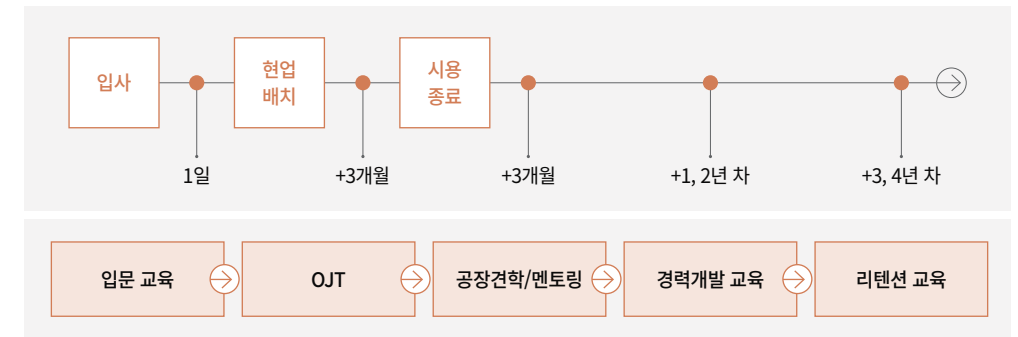 입사
현업
배치
시용
종료
1일
+3개월
+3개월
+1, 2년 차
+3, 4년 차
입문 교육
OJT
공장견학/멘토링
경력개발 교육
리텐션 교육